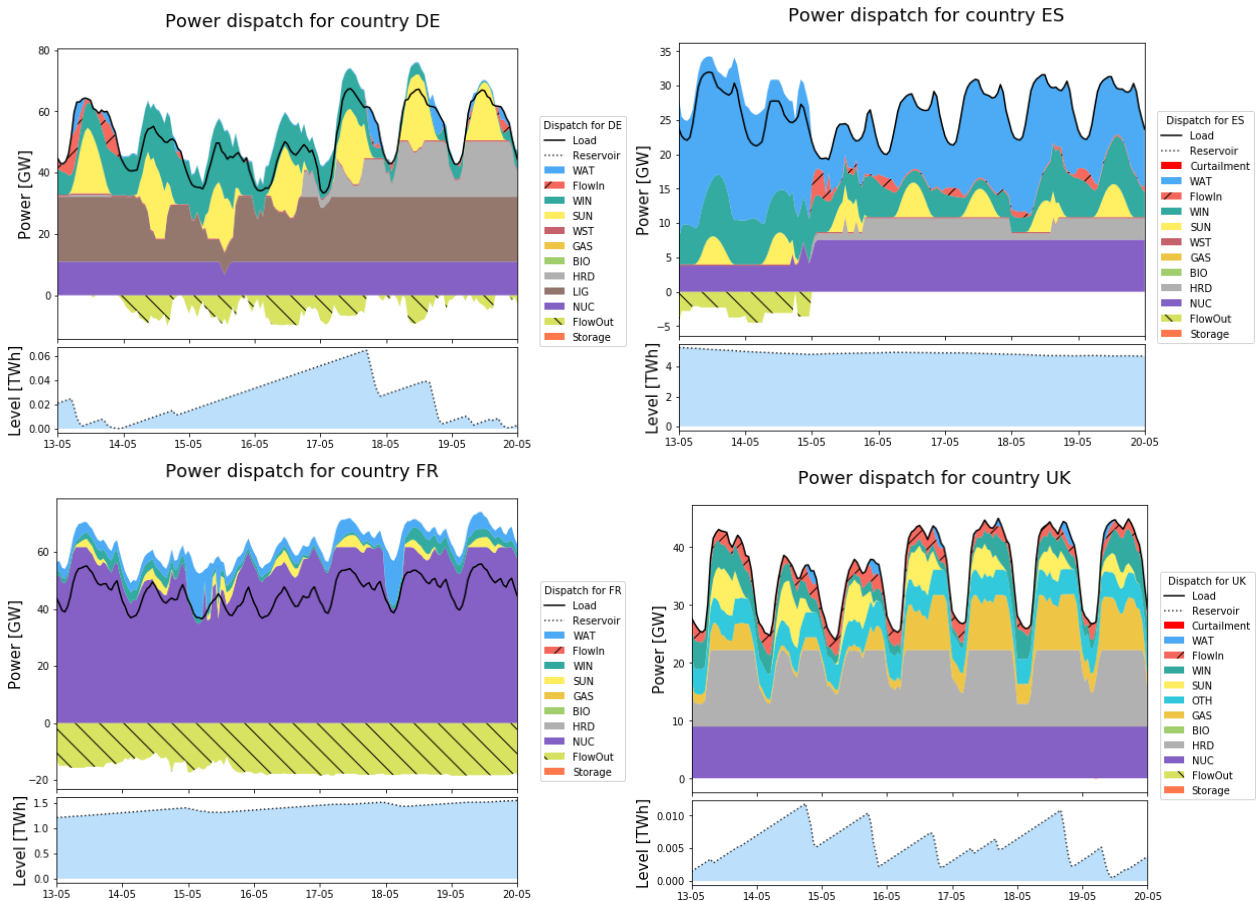 Power dispatch for country DE
Power [GW]
80
60
40
20
0
Dispatch for DE
Load
Reservoir
WAT
FlowIn
WIN
SUN
WST
GAS
BIO
HRD
LIG
NUC
FlowOut
Storage
Level [TWh]
0.06
0.04
0.02
0.00
13-05 14-05 15-05 16-05 17-05 18-05 19-05 20-05
Power dispatch for country ES
Power [GW]
35
30
25
20
15
10
5
0
−5
Dispatch for ES
Load
Reservoir
Curtailment
WAT
FlowIn
WIN
SUN
WST
GAS
BIO
HRD
NUC
FlowOut
Storage
Level [TWh]
4
2
0
13-05 14-05 15-05 16-05 17-05 18-05 19-05 20-05
Power dispatch for country FR
Power [GW]
60
40
20
0
−20
Dispatch for FR
Load
Reservoir
WAT
FlowIn
WIN
SUN
GAS
BIO
HRD
NUC
FlowOut
Storage
Level [TWh]
1.5
1.0
0.5
0.0
13-05 14-05 15-05 16-05 17-05 18-05 19-05 20-05
Power dispatch for country UK
Power [GW]
40
30
20
10
0
Dispatch for UK
Load
Reservoir
Curtailment
WAT
FlowIn
WIN
SUN
OTH
GAS
BIO
HRD
NUC
FlowOut
Storage
Level [TWh]
0.010
0.005
0.000
13-05 14-05 15-05 16-05 17-05 18-05 19-05 20-05